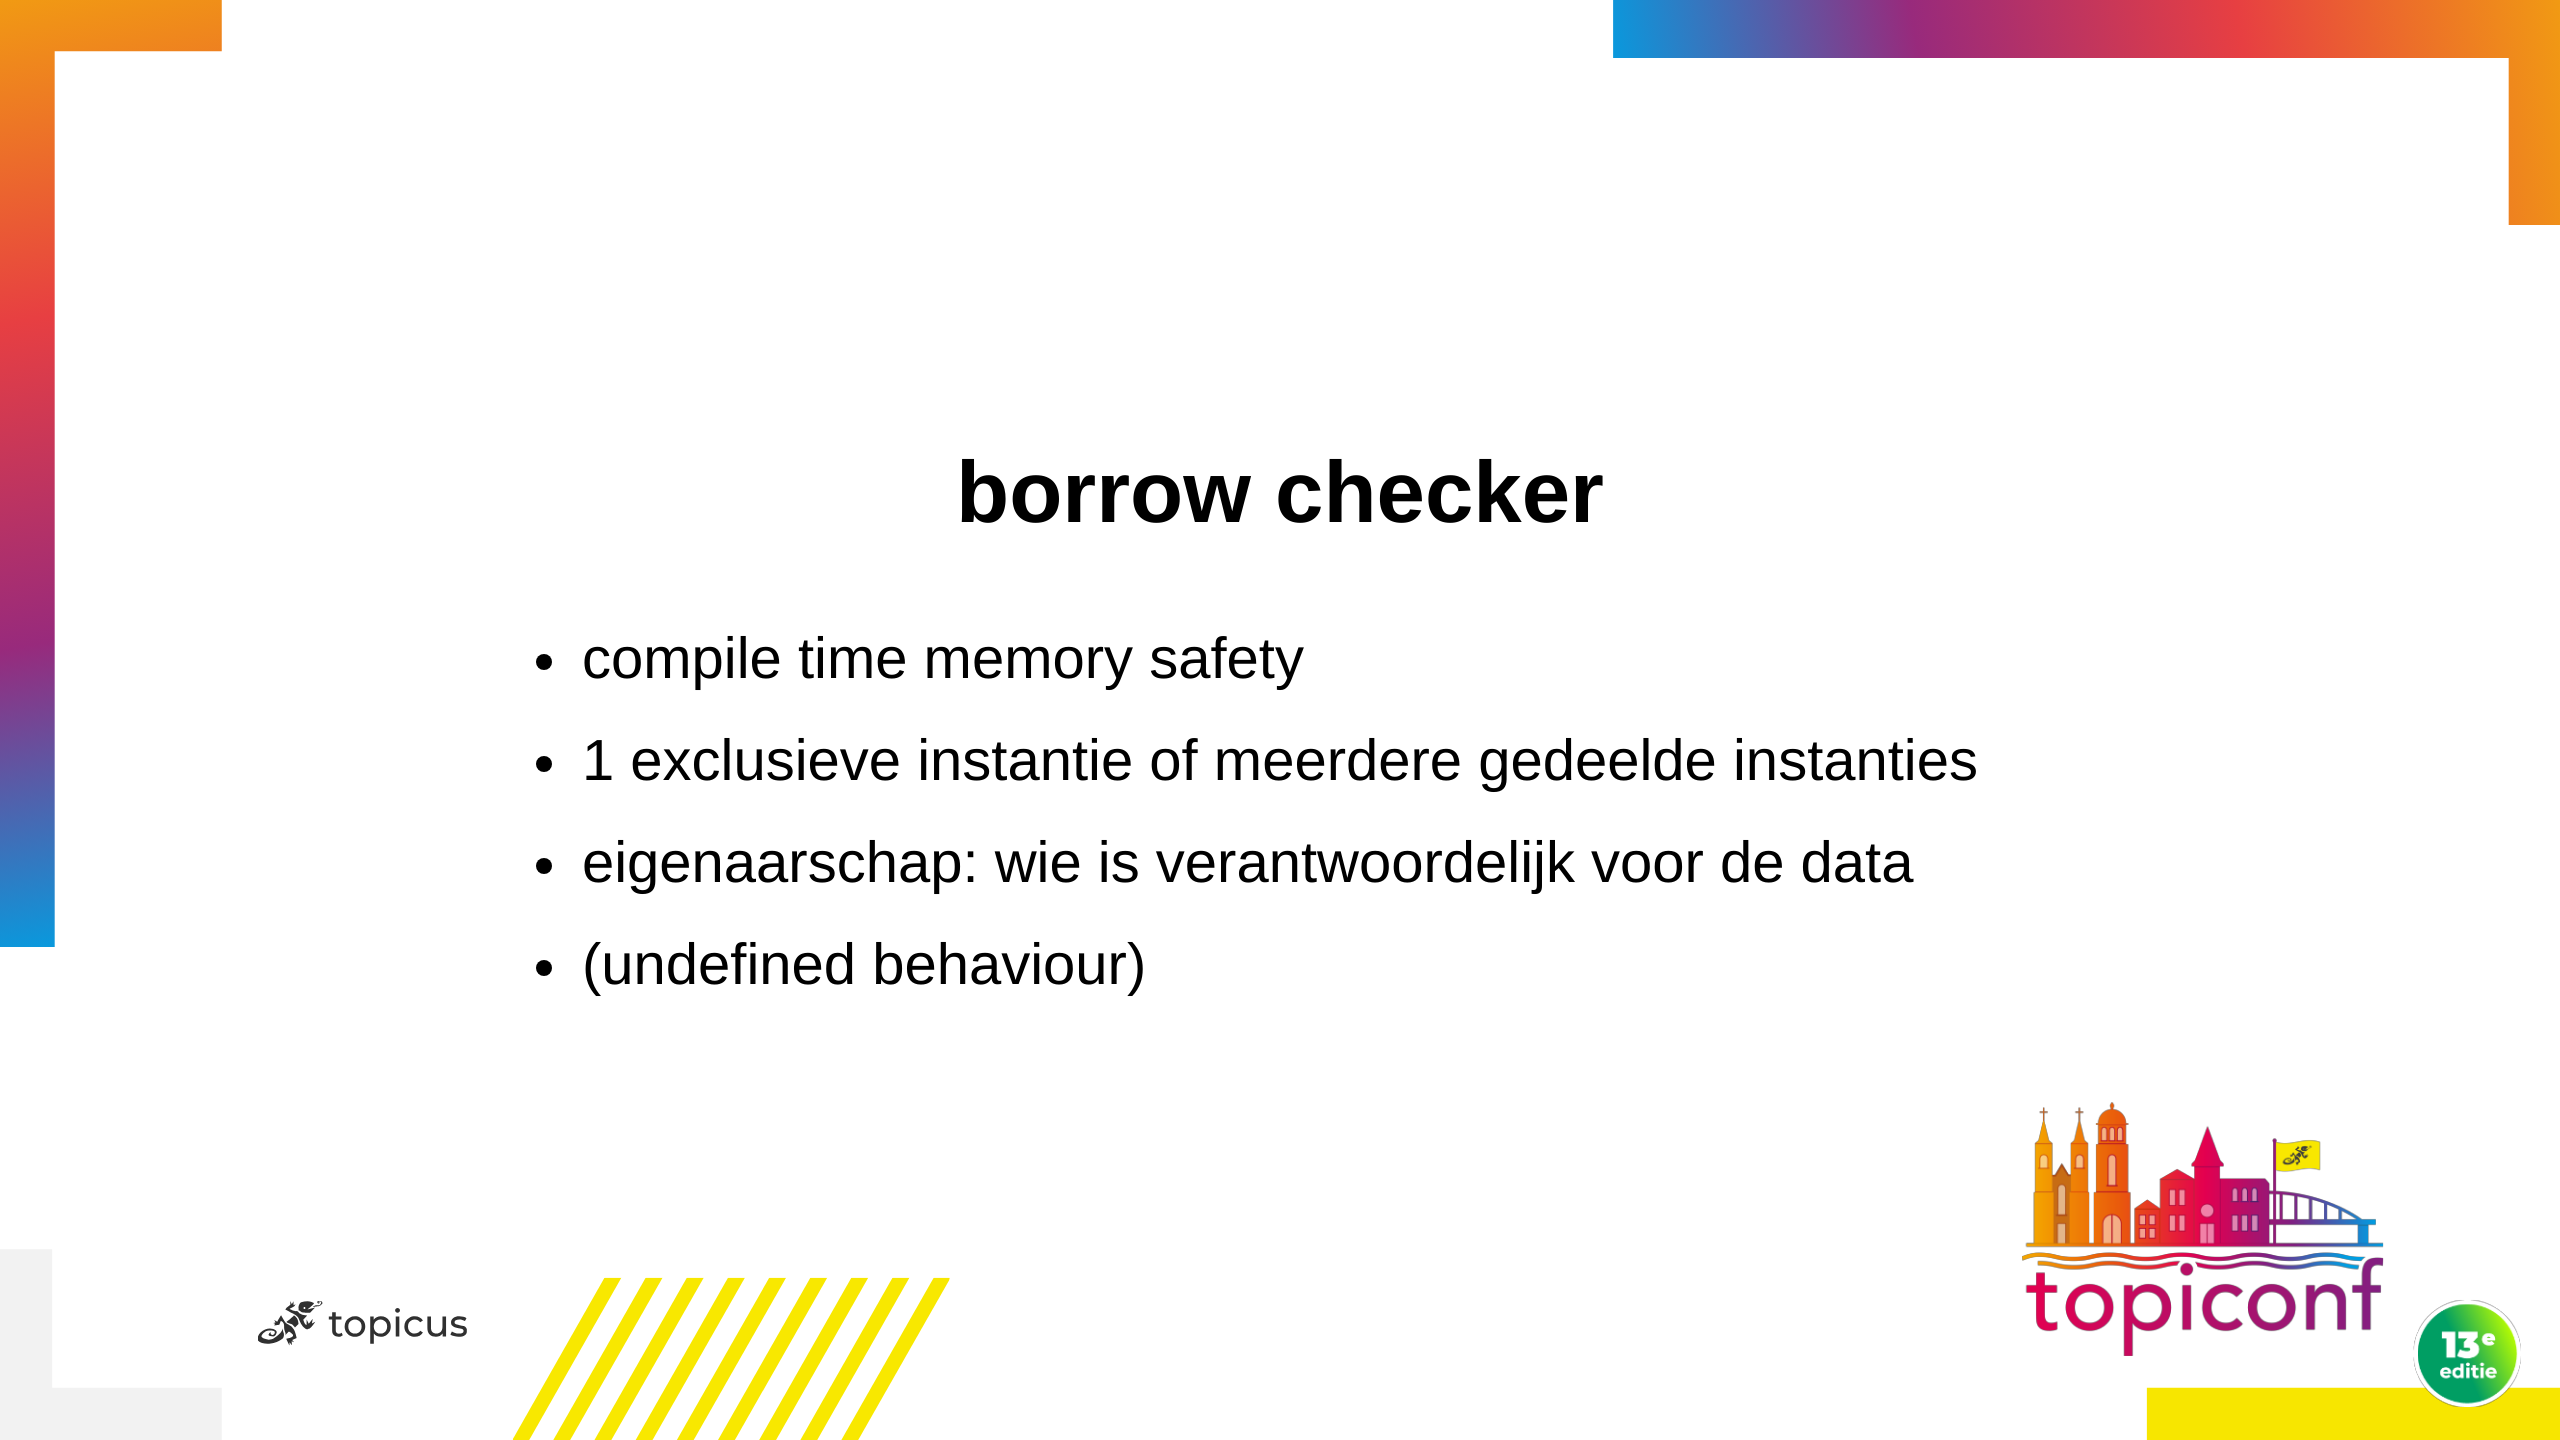 borrow checker
• compile time memory safety
• 1 exclusieve instantie of meerdere gedeelde instanties
• eigenaarschap: wie is verantwoordelijk voor de data
• (undefined behaviour)
topicus
topiconf
13e
editie